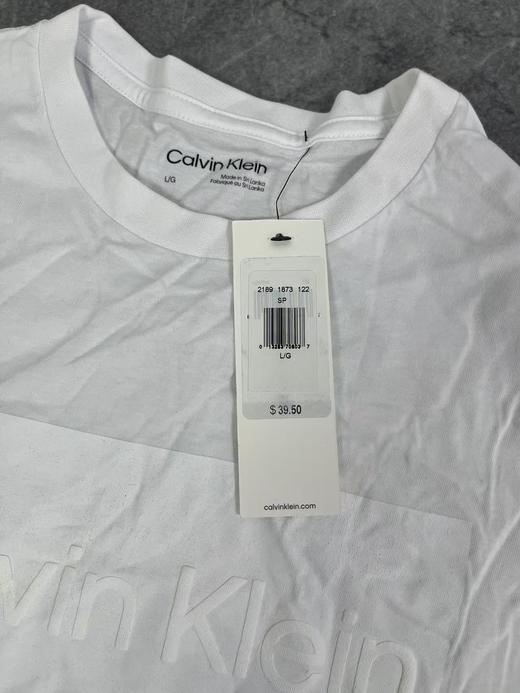 Calvin Klein
L/G
Made in Sri Lanka
Fabriqué au Sri Lanka
2189 1873 122
SP
L/G
$39.50
calvinklein.com
vin Klein